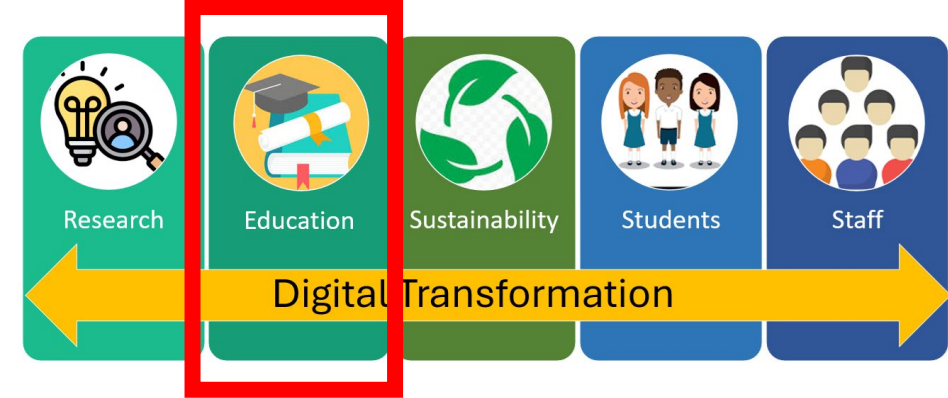 Research
Education
Sustainability
Students
Staff
Digital Transformation